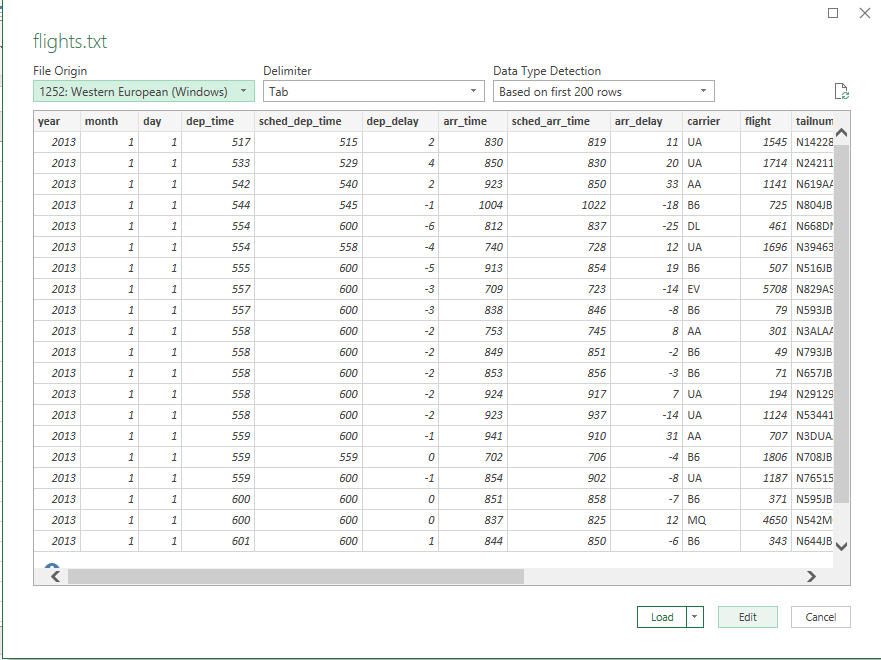 flights.txt
File Origin Delimiter Data Type Detection
1252: Western European (Windows) Tab Based on first 200 rows
year month day dep_time sched_dep_time dep_delay arr_time sched_arr_time arr_delay carrier flight tailnum
2013 1 1 517 515 2 830 819 11 UA 1545 N14228
2013 1 1 533 529 4 850 830 20 UA 1714 N24211
2013 1 1 542 540 2 923 850 33 AA 1141 N619AA
2013 1 1 544 545 -1 1004 1022 -18 B6 725 N804JB
2013 1 1 554 600 -6 812 837 -25 DL 461 N668DN
2013 1 1 554 558 -4 740 728 12 UA 1696 N39463
2013 1 1 555 600 -5 913 854 19 B6 507 N516JB
2013 1 1 557 600 -3 709 723 -14 EV 5708 N829AS
2013 1 1 557 600 -3 838 846 -8 B6 79 N593JB
2013 1 1 558 600 -2 753 745 8 AA 301 N3ALAA
2013 1 1 558 600 -2 849 851 -2 B6 49 N793JB
2013 1 1 558 600 -2 853 856 -3 B6 71 N657JB
2013 1 1 558 600 -2 924 917 7 UA 194 N29129
2013 1 1 558 600 -2 923 937 -14 UA 1124 N53441
2013 1 1 559 600 -1 941 910 31 AA 707 N3DUA
2013 1 1 559 559 0 702 706 -4 B6 1806 N708JB
2013 1 1 559 600 -1 854 902 -8 UA 1187 N76515
2013 1 1 600 600 0 851 858 -7 B6 371 N595JB
2013 1 1 600 600 0 837 825 12 MQ 4650 N542M
2013 1 1 601 600 1 844 850 -6 B6 343 N644JB
Load Edit Cancel